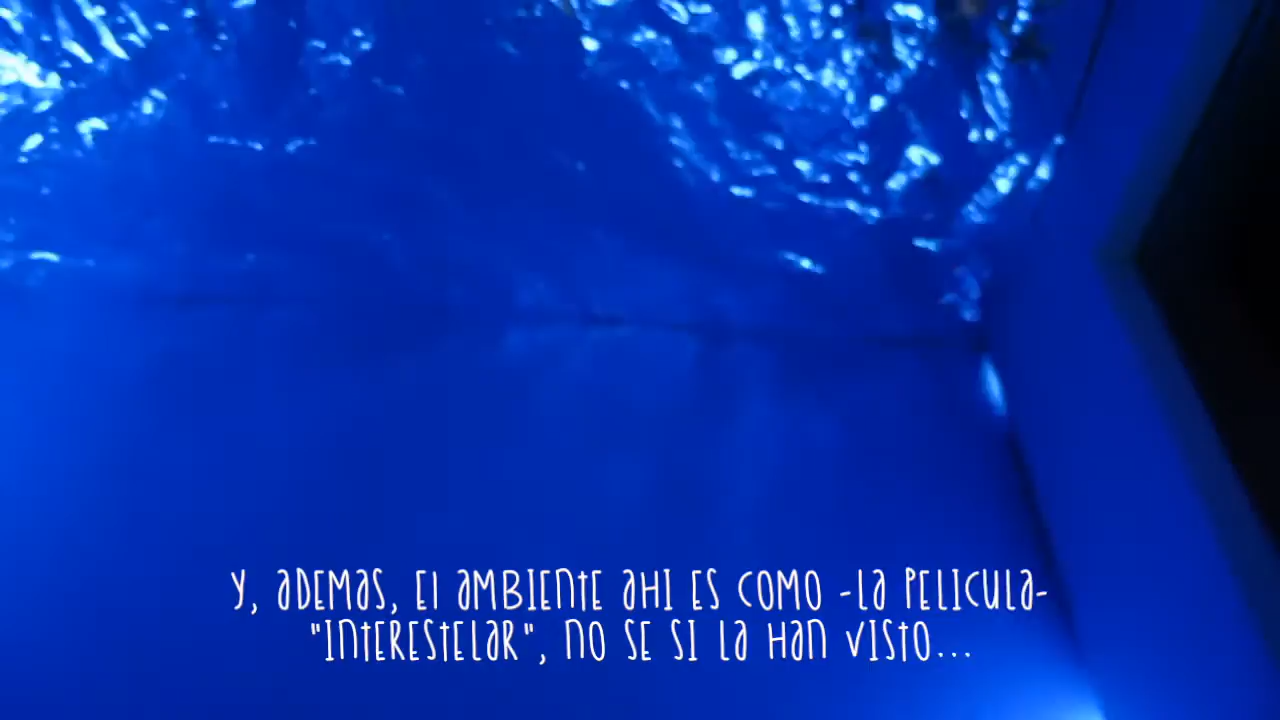 Y, ADEMAS, EL AMBIENTE AHI ES COMO -LA PELICULA-
"INTERESTELAR", NO SE SI LA HAN VISTO...